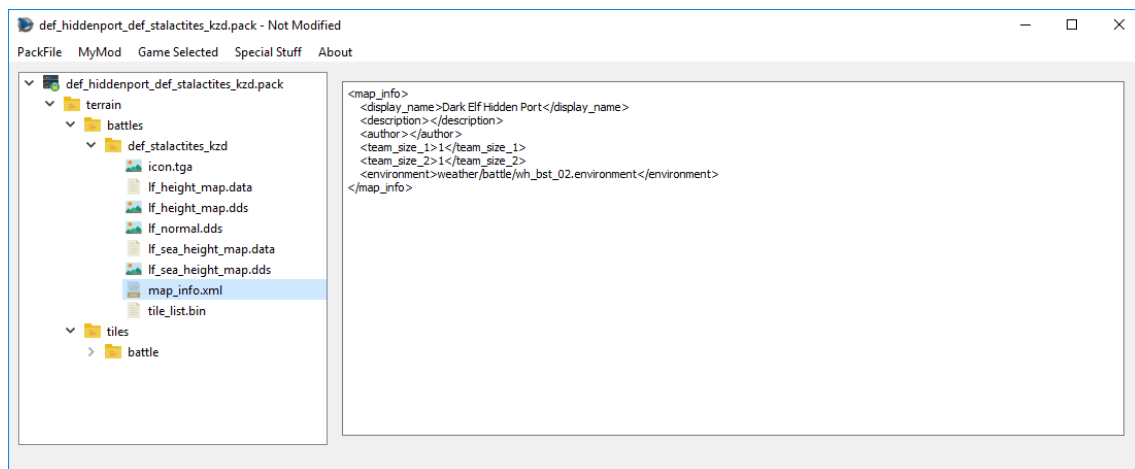 def_hiddenport_def_stalactites_kzd.pack - Not Modified
PackFile MyMod Game Selected Special Stuff About
def_hiddenport_def_stalactites_kzd.pack
terrain
battles
def_stalactites_kzd
icon.tga
lf_height_map.data
lf_height_map.dds
lf_normal.dds
lf_sea_height_map.data
lf_sea_height_map.dds
map_info.xml
tile_list.bin
tiles
battle
<map_info>
<display_name>Dark Elf Hidden Port</display_name>
<description></description>
<author></author>
<team_size_1>1</team_size_1>
<team_size_2>1</team_size_2>
<environment>weather/battle/wh_bst_02.environment</environment>
</map_info>